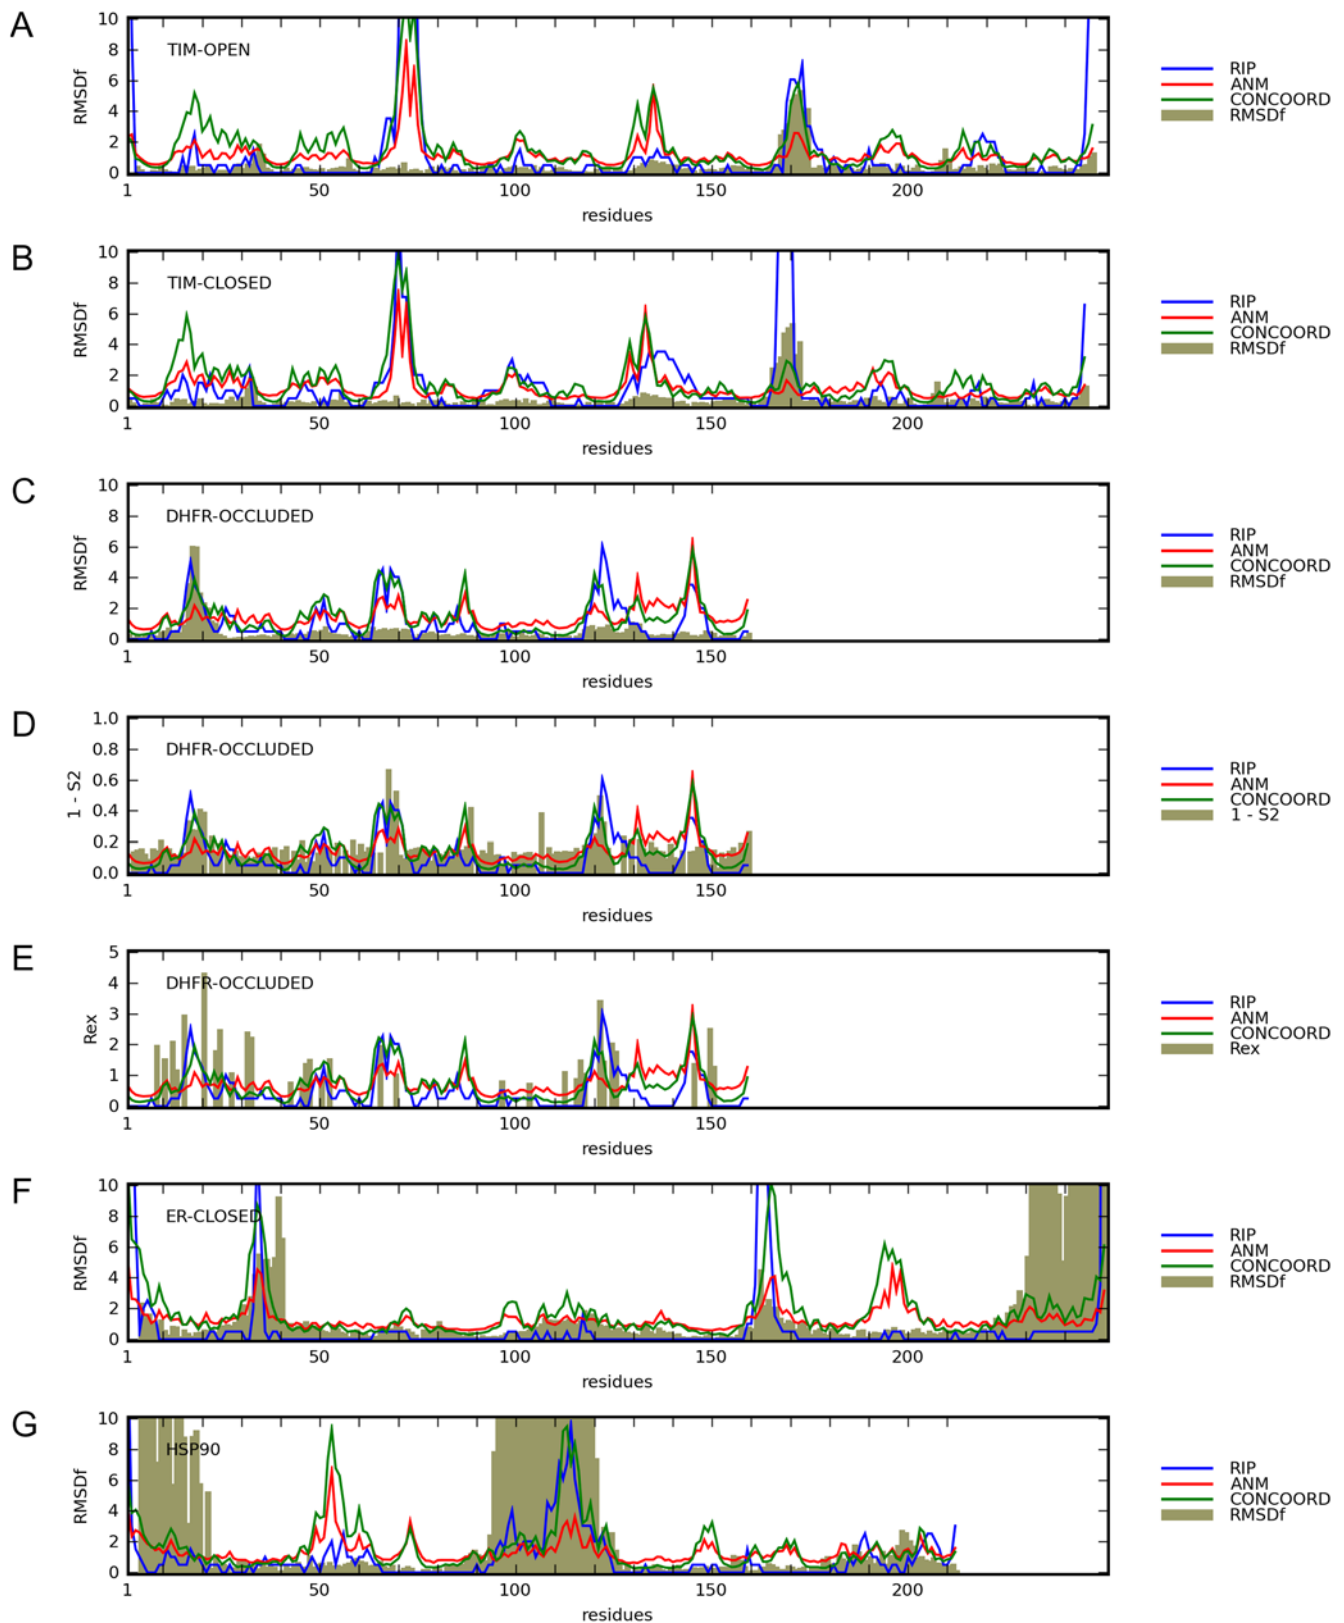 A
TIM-OPEN
RMSDf
10
8
6
4
2
0
1 50 100 150 200
residues
RIP
ANM
CONCOORD
RMSDf
B
TIM-CLOSED
RMSDf
10
8
6
4
2
0
1 50 100 150 200
residues
RIP
ANM
CONCOORD
RMSDf
C
DHFR-OCCLUDED
RMSDf
10
8
6
4
2
0
1 50 100 150
residues
RIP
ANM
CONCOORD
RMSDf
D
DHFR-OCCLUDED
1 - S2
1.0
0.8
0.6
0.4
0.2
0.0
1 50 100 150
residues
RIP
ANM
CONCOORD
1 - S2
E
DHFR-OCCLUDED
Rex
5
4
3
2
1
0
1 50 100 150
residues
RIP
ANM
CONCOORD
Rex
F
ER-CLOSED
RMSDf
10
8
6
4
2
0
1 50 100 150 200
residues
RIP
ANM
CONCOORD
RMSDf
G
HSP90
RMSDf
10
8
6
4
2
0
1 50 100 150 200
residues
RIP
ANM
CONCOORD
RMSDf